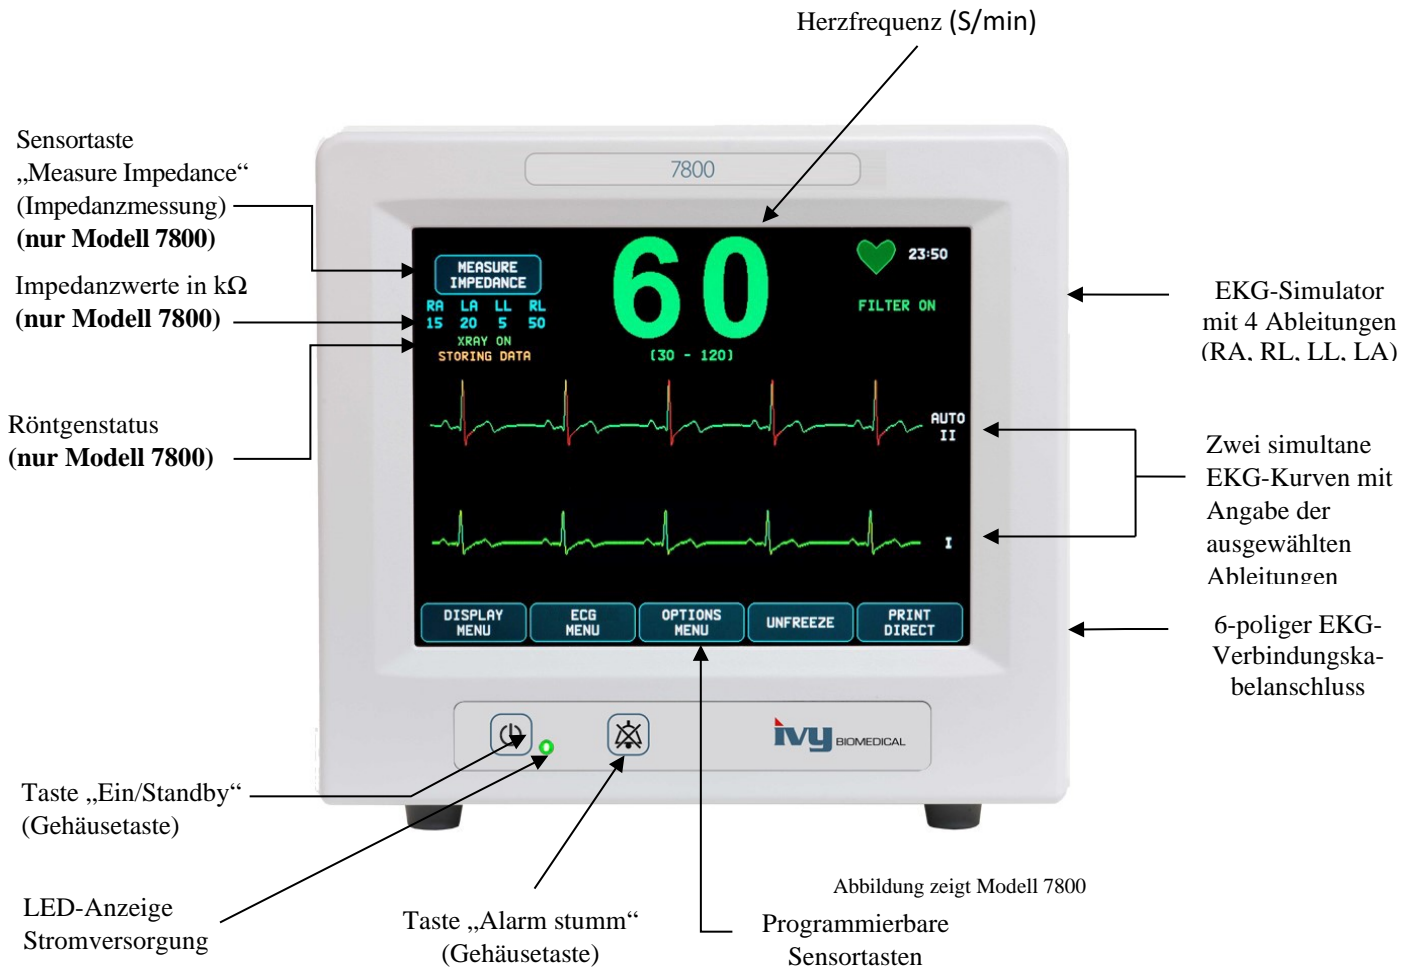 Herzfrequenz (S/min)
Sensortaste
„Measure Impedance“
(Impedanzmessung)
(nur Modell 7800)
Impedanzwerte in kΩ
(nur Modell 7800)
Röntgenstatus
(nur Modell 7800)
7800
MEASURE
IMPEDANCE
RA LA LL RL
15 20 5 50
XRAY ON
STORING DATA
60
(30 - 120)
23:50
FILTER ON
AUTO
II
I
DISPLAY
MENU
ECG
MENU
OPTIONS
MENU
UNFREEZE
PRINT
DIRECT
EKG-Simulator
mit 4 Ableitungen
(RA, RL, LL, LA)
Zwei simultane
EKG-Kurven mit
Angabe der
ausgewählten
Ableitungen
6-poliger EKG-
Verbindungska-
belanschluss
ivy BIOMEDICAL
Taste „Ein/Standby“
(Gehäusetaste)
LED-Anzeige
Stromversorgung
Taste „Alarm stumm“
(Gehäusetaste)
Abbildung zeigt Modell 7800
Programmierbare
Sensortasten